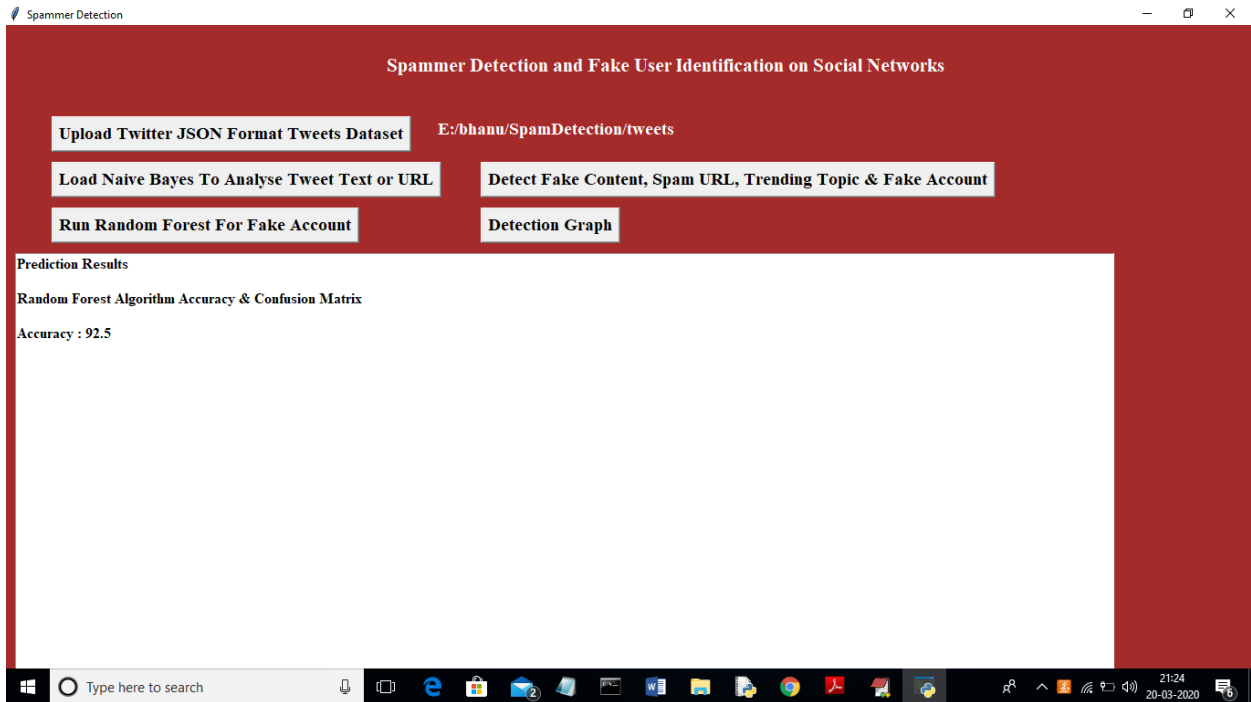 Spammer Detection
Spammer Detection and Fake User Identification on Social Networks
Upload Twitter JSON Format Tweets Dataset
E:/bhanu/SpamDetection/tweets
Load Naive Bayes To Analyse Tweet Text or URL
Detect Fake Content, Spam URL, Trending Topic & Fake Account
Run Random Forest For Fake Account
Detection Graph
Prediction Results
Random Forest Algorithm Accuracy & Confusion Matrix
Accuracy : 92.5
Type here to search
2
21:24
20-03-2020
6